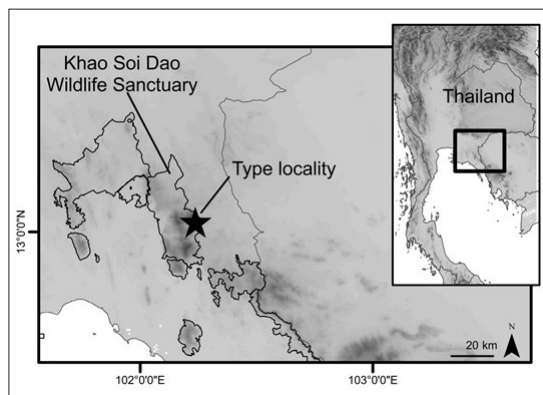 Khao Soi Dao
Wildlife Sanctuary
Thailand
Type locality
13°0'0"N
N
20 km
102°0'0"E
103°0'0"E